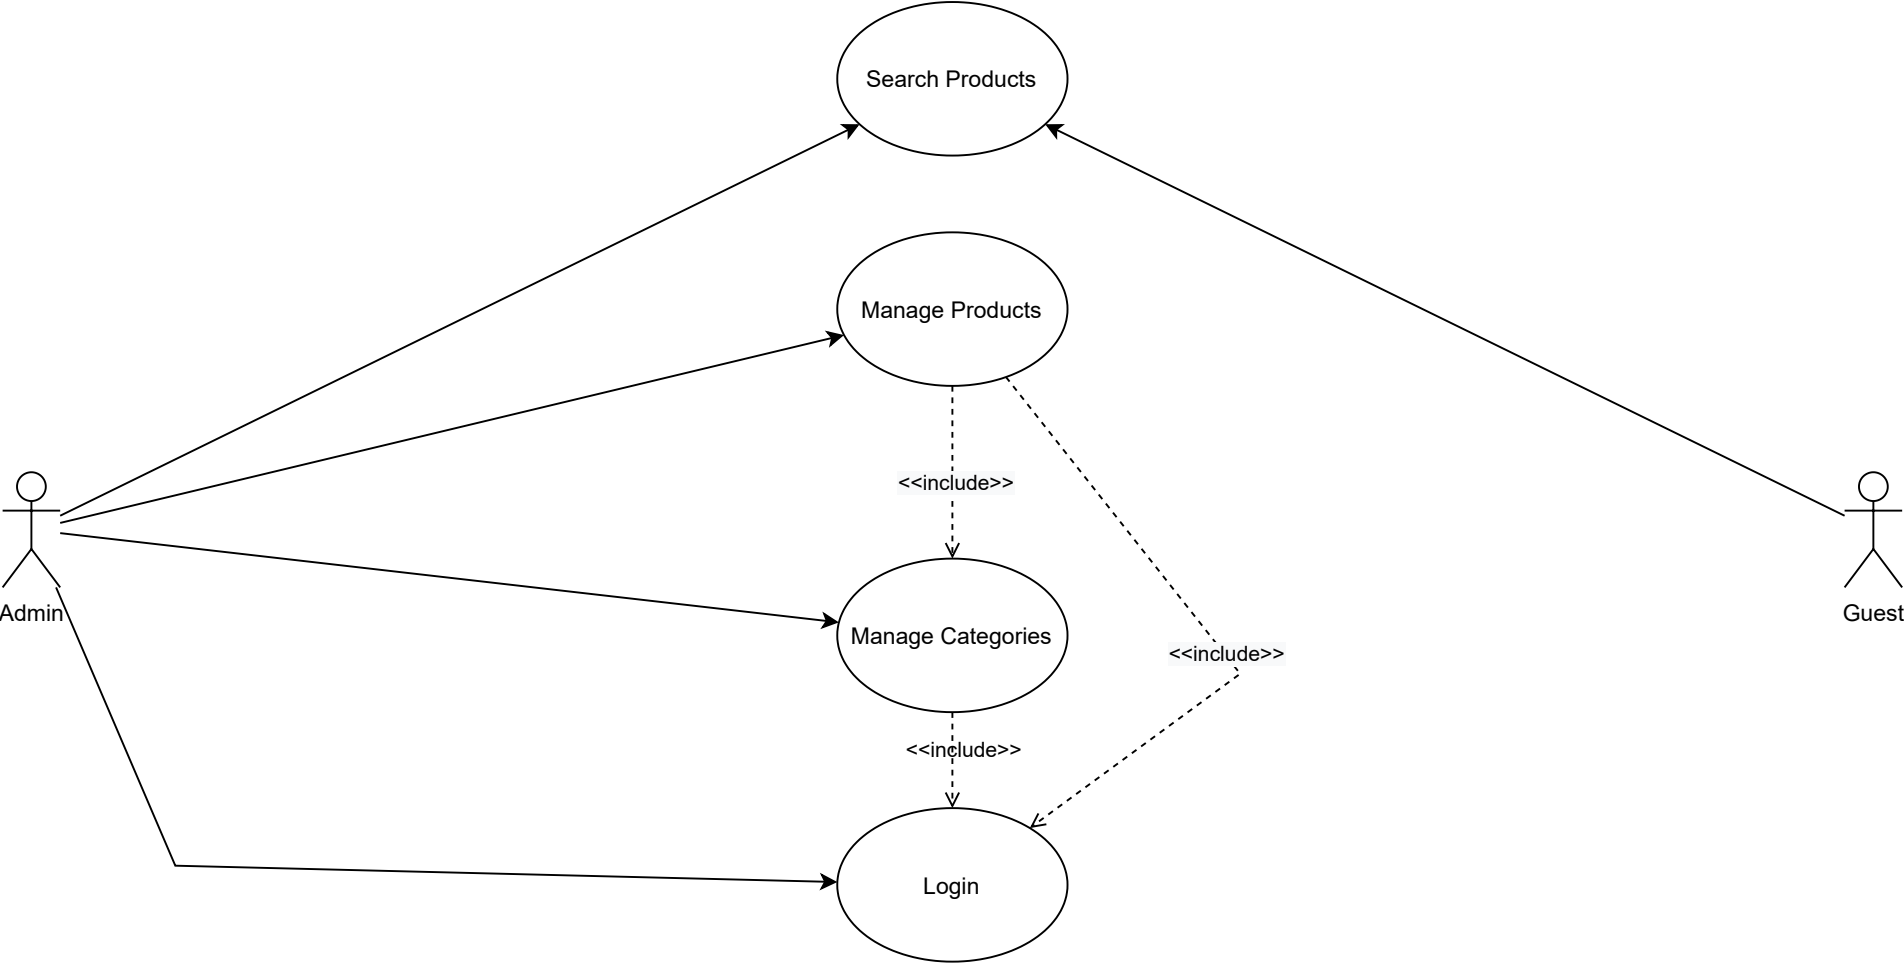 Search Products
Manage Products
<<include>>
Admin
Guest
Manage Categories
<<include>>
<<include>>
Login